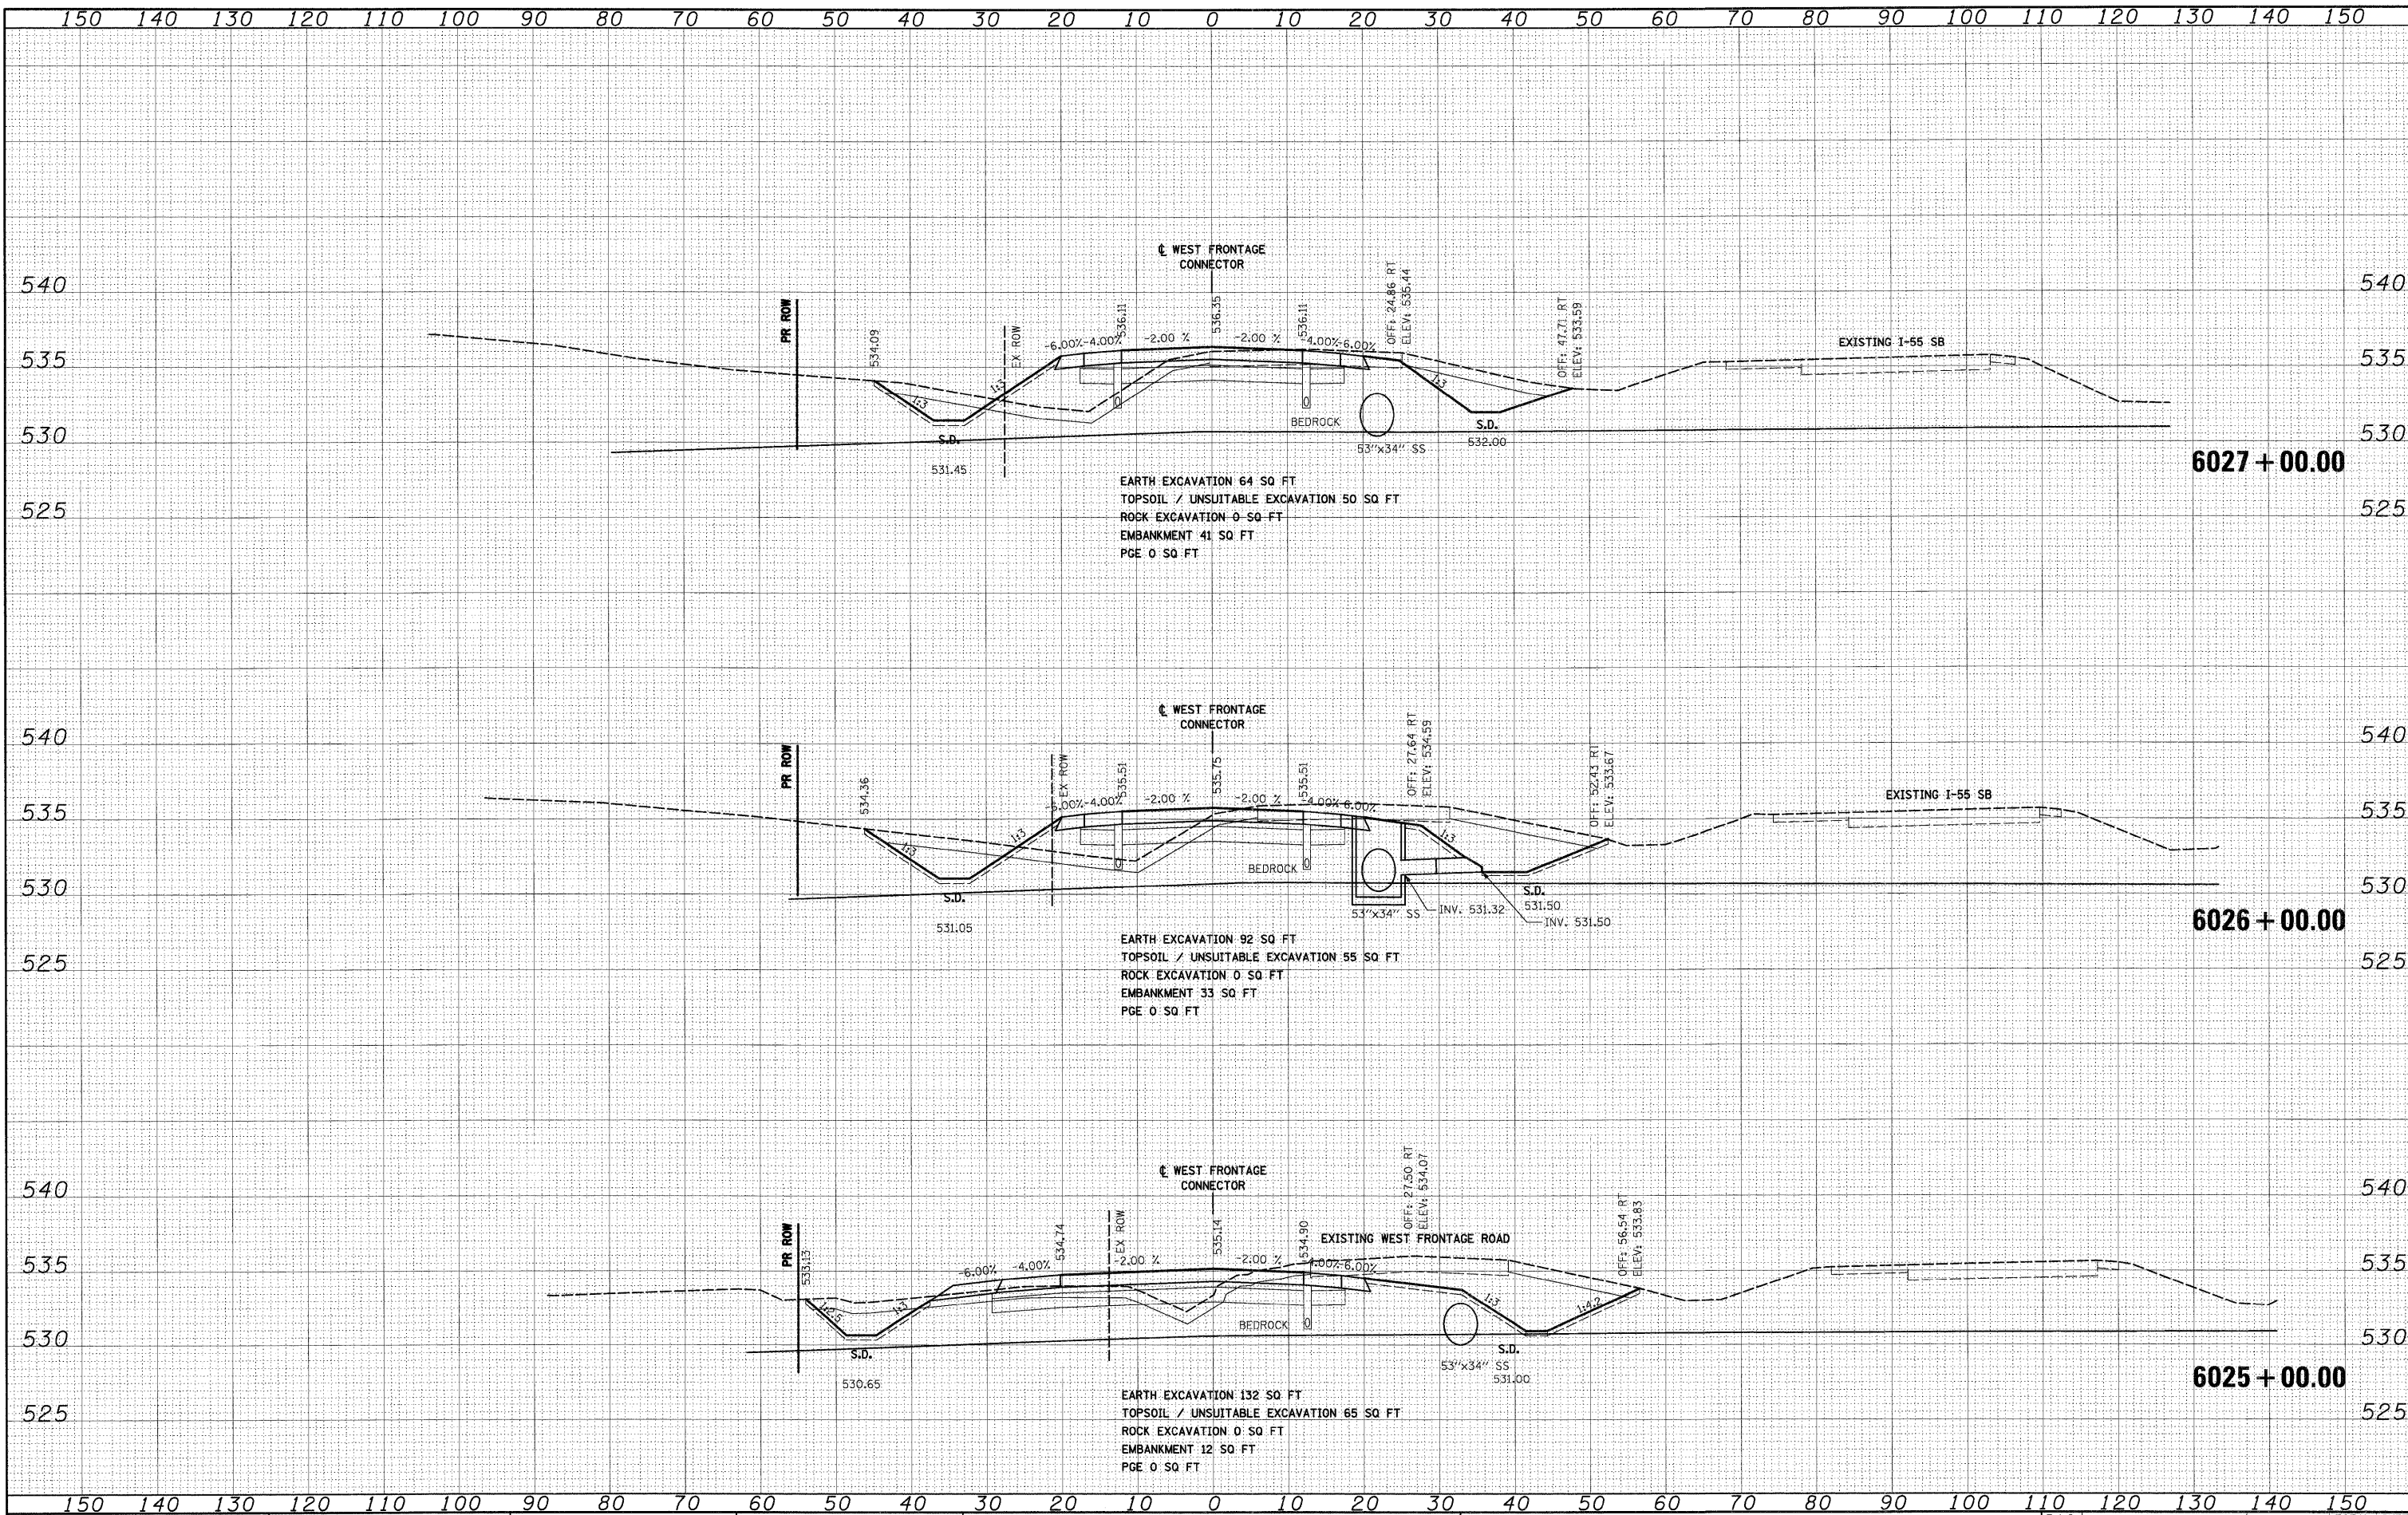 150 140 130 120 110 100 90 80 70 60 50 40 30 20 10 0 10 20 30 40 50 60 70 80 90 100 110 120 130 140 150
℄ WEST FRONTAGE
CONNECTOR
540
540
PR ROW
534.09
EX ROW
536.11
536.35
536.11
OFF: 24.86 RT
ELEV: 535.44
OFF: 47.71 RT
ELEV: 533.59
-6.00% -4.00% -2.00 % -2.00 % -4.00% -6.00%
EXISTING I-55 SB
535
535
1:3
1:3
1:3
BEDROCK
530
530
S.D.
531.45
53"x34" SS
S.D.
532.00
6027+00.00
EARTH EXCAVATION 64 SQ FT
TOPSOIL / UNSUITABLE EXCAVATION 50 SQ FT
ROCK EXCAVATION 0 SQ FT
EMBANKMENT 41 SQ FT
PGE 0 SQ FT
525
525
℄ WEST FRONTAGE
CONNECTOR
540
540
PR ROW
534.36
EX ROW
535.51
535.75
535.51
OFF: 27.64 RT
ELEV: 534.59
OFF: 52.43 RT
ELEV: 533.67
-6.00% -4.00% -2.00 % -2.00 % -4.00% -6.00%
EXISTING I-55 SB
535
535
1:3
1:3
1:3
BEDROCK
530
530
S.D.
531.05
53"x34" SS
INV. 531.32
S.D.
531.50
INV. 531.50
6026+00.00
EARTH EXCAVATION 92 SQ FT
TOPSOIL / UNSUITABLE EXCAVATION 55 SQ FT
ROCK EXCAVATION 0 SQ FT
EMBANKMENT 33 SQ FT
PGE 0 SQ FT
525
525
℄ WEST FRONTAGE
CONNECTOR
540
540
PR ROW
533.13
534.74
EX ROW
535.14
534.90
EXISTING WEST FRONTAGE ROAD
OFF: 27.50 RT
ELEV: 534.07
OFF: 56.54 RT
ELEV: 533.83
-6.00% -4.00% -2.00 % -2.00 % -4.00% -6.00%
535
535
1:2.5
1:3
1:3
1:4.2
BEDROCK
530
530
S.D.
530.65
53"x34" SS
S.D.
531.00
6025+00.00
EARTH EXCAVATION 132 SQ FT
TOPSOIL / UNSUITABLE EXCAVATION 65 SQ FT
ROCK EXCAVATION 0 SQ FT
EMBANKMENT 12 SQ FT
PGE 0 SQ FT
525
525
150 140 130 120 110 100 90 80 70 60 50 40 30 20 10 0 10 20 30 40 50 60 70 80 90 100 110 120 130 140 150